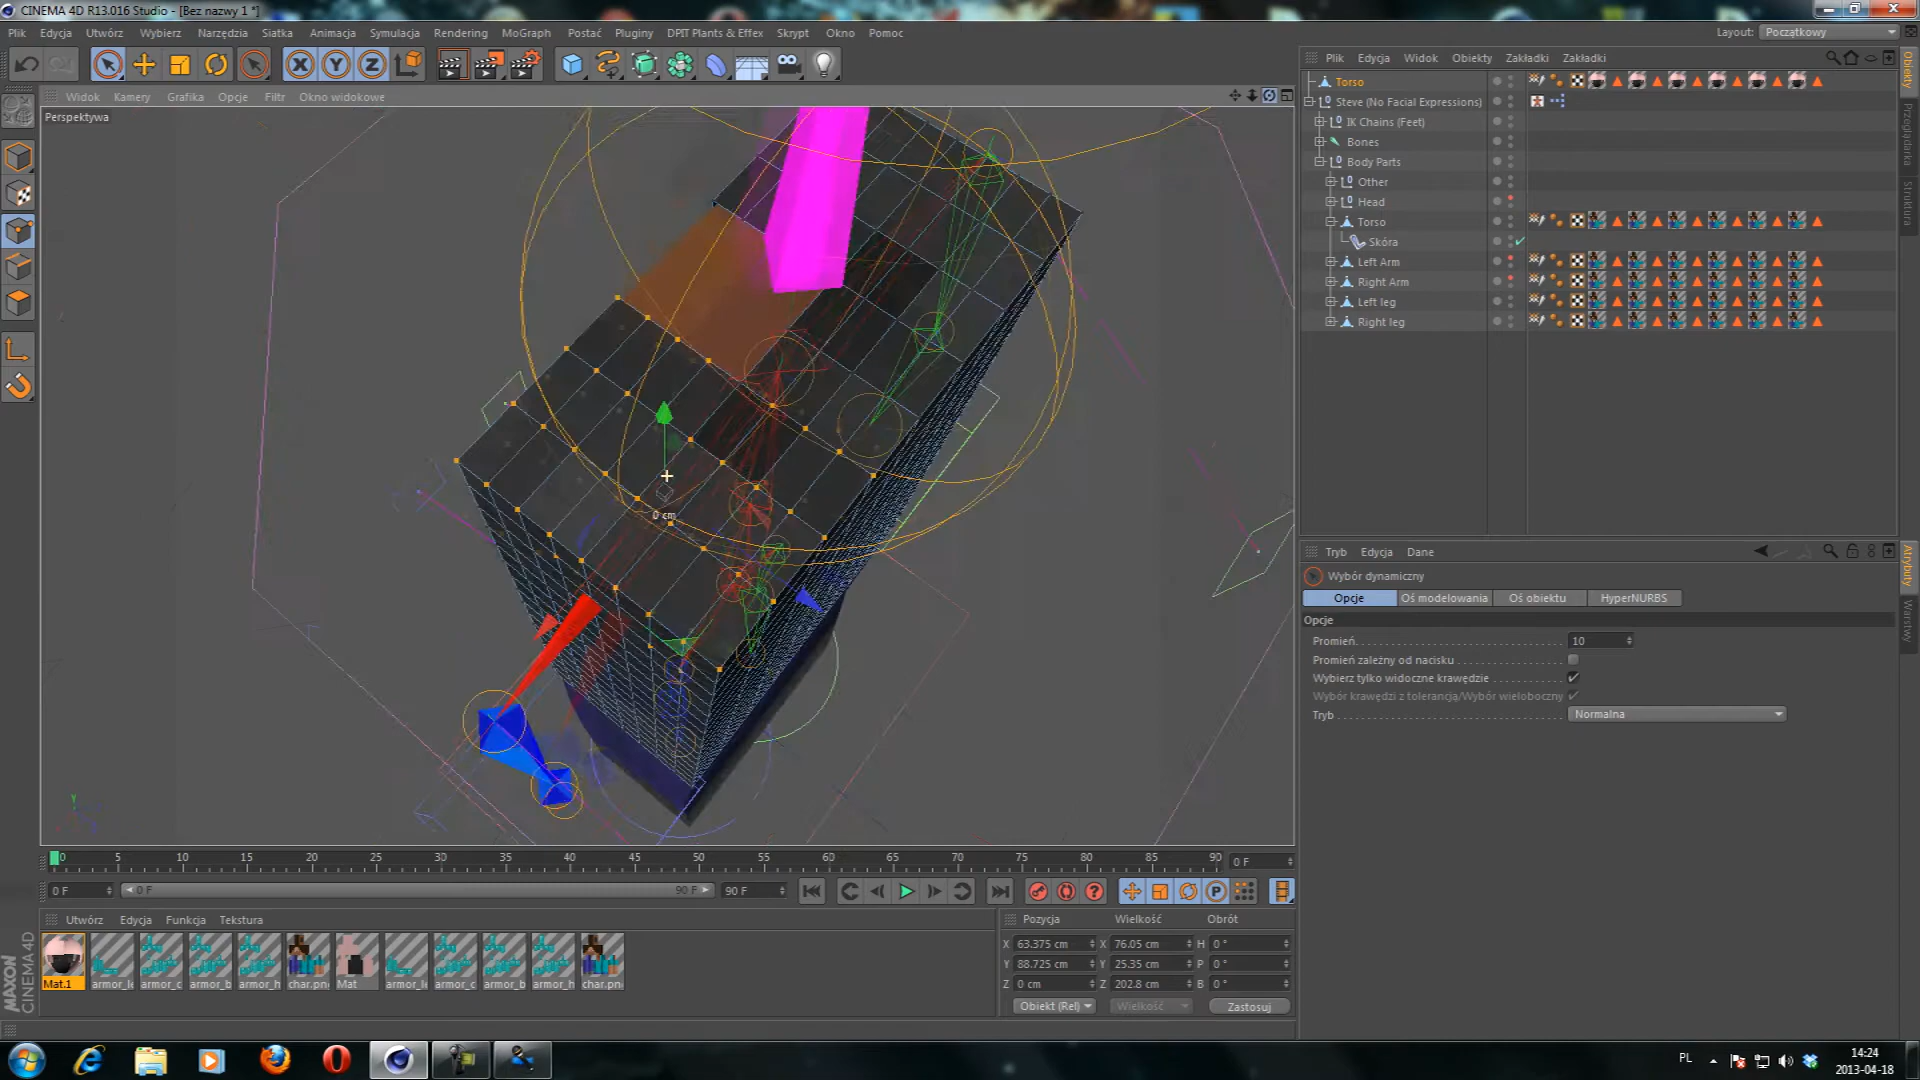 CINEMA 4D R13.016 Studio - [Bez nazwy 1 *]
Plik Edycja Utwórz Wybierz Narzędzia Siatka Animacja Symulacja Rendering MoGraph Postać Pluginy DPIT Plants & Effex Skrypt Okno Pomoc
Layout: Początkowy
Widok Kamery Grafika Opcje Filtr Okno widokowe
Perspektywa
0 cm
Y
Plik Edycja Widok Obiekty Zakładki Zakładki
Torso
Steve (No Facial Expressions)
IK Chains (Feet)
Bones
Body Parts
Other
Head
Torso
Skóra
Left Arm
Right Arm
Left leg
Right leg
Obiekty
Przeglądarka
Struktura
Tryb Edycja Dane
Wybór dynamiczny
Opcje Oś modelowania Oś obiektu HyperNURBS
Opcje
Promień 10
Promień zależny od nacisku
Wybierz tylko widoczne krawędzie
Wybór krawędzi z tolerancją/Wybór wieloboczny
Tryb Normalna
Atrybuty
Warstwy
0 5 10 15 20 25 30 35 40 45 50 55 60 65 70 75 80 85 90 0 F
0 F 0 F 90 F 90 F
Utwórz Edycja Funkcja Tekstura
Mat.1 armor_le armor_c armor_b armor_h char.pn Mat armor_le armor_c armor_b armor_h char.pn
Pozycja Wielkość Obrót
X 63.375 cm X 76.05 cm H 0 °
Y 88.725 cm Y 25.35 cm P 0 °
Z 0 cm Z 202.8 cm B 0 °
Obiekt (Rel) Wielkość Zastosuj
MAXON
CINEMA 4D
PL
14:24
2013-04-18